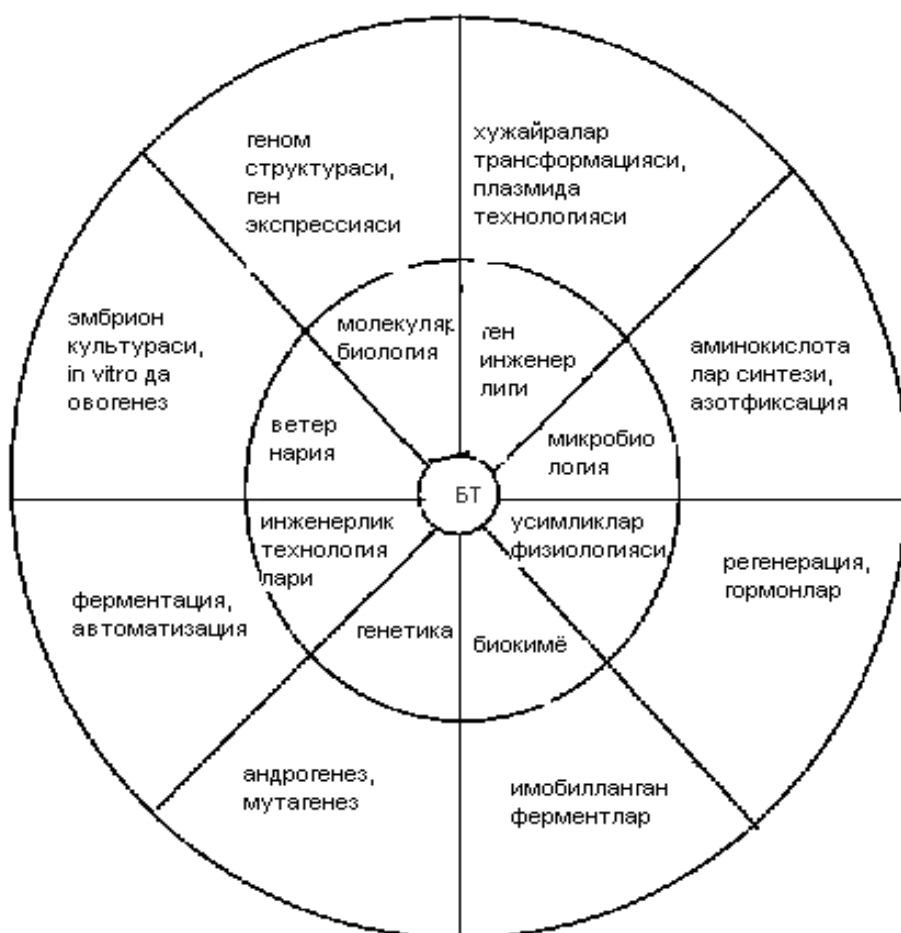 геном
структураси,
ген
экспрессияси
хужайралар
трансформацияси,
плазмида
технологияси
эмбрион
культураси,
in vitro да
овогенез
молекуляр
биология
ген
инженер
лиги
аминокислота
лар синтези,
азотфиксация
ветер
нария
микробио
логия
БТ
инженерлик
технология
лари
усимликлар
физиологияси
регенерация,
гормонлар
ферментация,
автоматизация
генетика
биокимё
андрогенез,
мутагенез
имобилланган
ферментлар